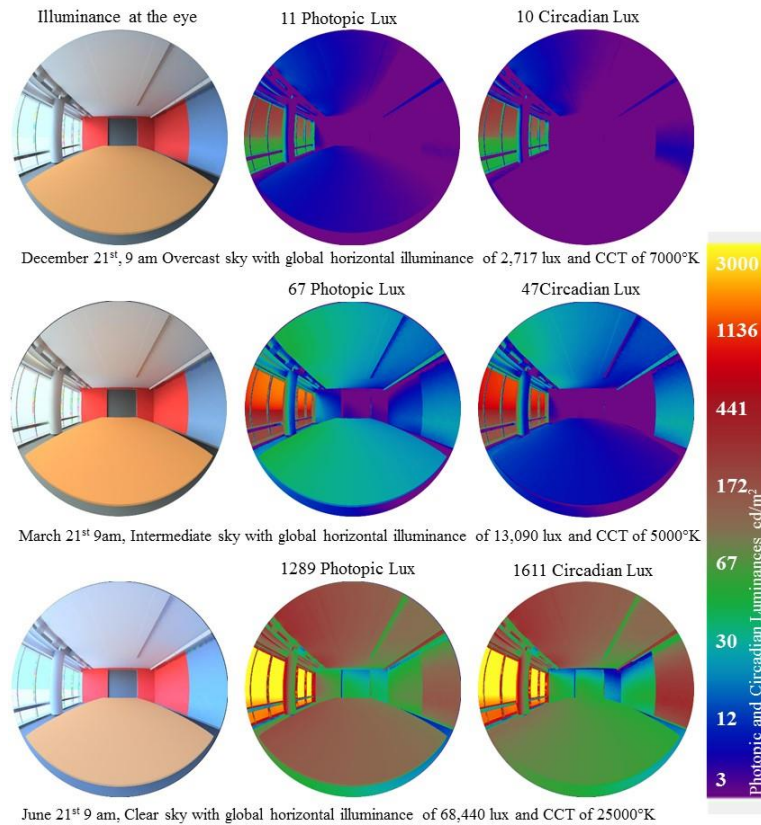 Illuminance at the eye
11 Photopic Lux
10 Circadian Lux
December 21st, 9 am Overcast sky with global horizontal illuminance of 2,717 lux and CCT of 7000°K
67 Photopic Lux
47Circadian Lux
March 21st 9am, Intermediate sky with global horizontal illuminance of 13,090 lux and CCT of 5000°K
1289 Photopic Lux
1611 Circadian Lux
June 21st 9 am, Clear sky with global horizontal illuminance of 68,440 lux and CCT of 25000°K
3000
1136
441
172
67
30
12
3
Photopic and Circadian Luminances cd/m²